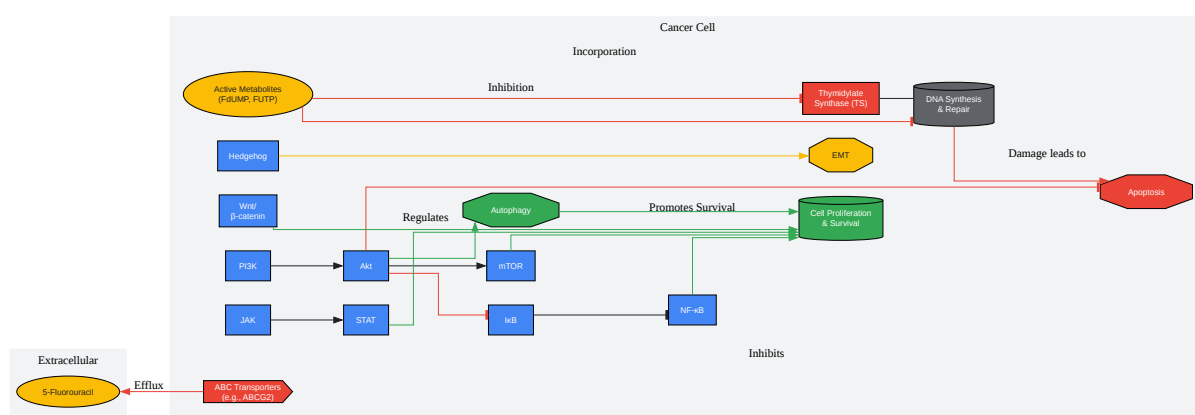 Cancer Cell
Incorporation
Active Metabolites
(FdUMP, FUTP)
Inhibition
Thymidylate
Synthase (TS)
DNA Synthesis
& Repair
Hedgehog
EMT
Damage leads to
Apoptosis
Wnt/
β-catenin
Regulates
Autophagy
Promotes Survival
Cell Proliferation
& Survival
PI3K
Akt
mTOR
JAK
STAT
IκB
NF-κB
Inhibits
Extracellular
5-Fluorouracil
Efflux
ABC Transporters
(e.g., ABCG2)